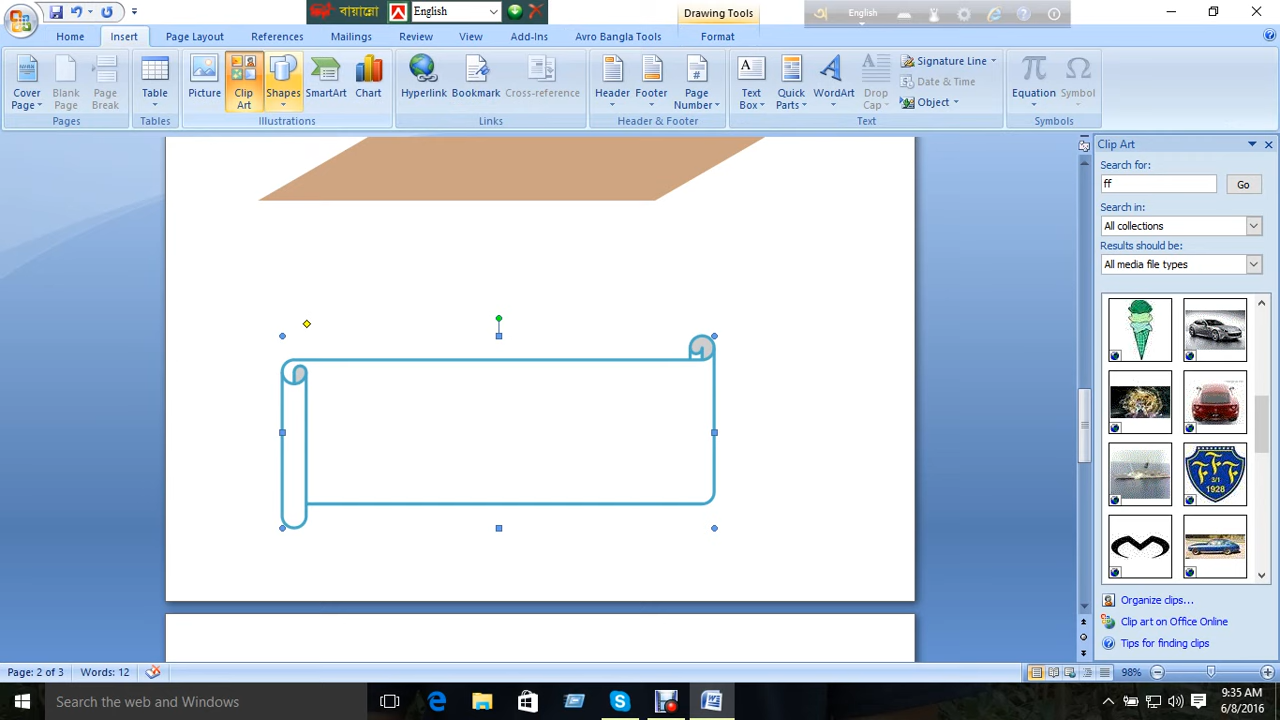 বায়ান্নো English Drawing Tools English
Home Insert Page Layout References Mailings Review View Add-Ins Avro Bangla Tools Format
Cover Page Blank Page Page Break Table Picture Clip Art Shapes SmartArt Chart Hyperlink Bookmark Cross-reference Header Footer Page Number Text Box Quick Parts WordArt Drop Cap Signature Line Date & Time Object Equation Symbol
Pages Tables Illustrations Links Header & Footer Text Symbols
Clip Art
Search for:
ff Go
Search in:
All collections
Results should be:
All media file types
FFF
3/1
1928
Organize clips...
Clip art on Office Online
Tips for finding clips
Page: 2 of 3 Words: 12 98%
Search the web and Windows
9:35 AM
6/8/2016